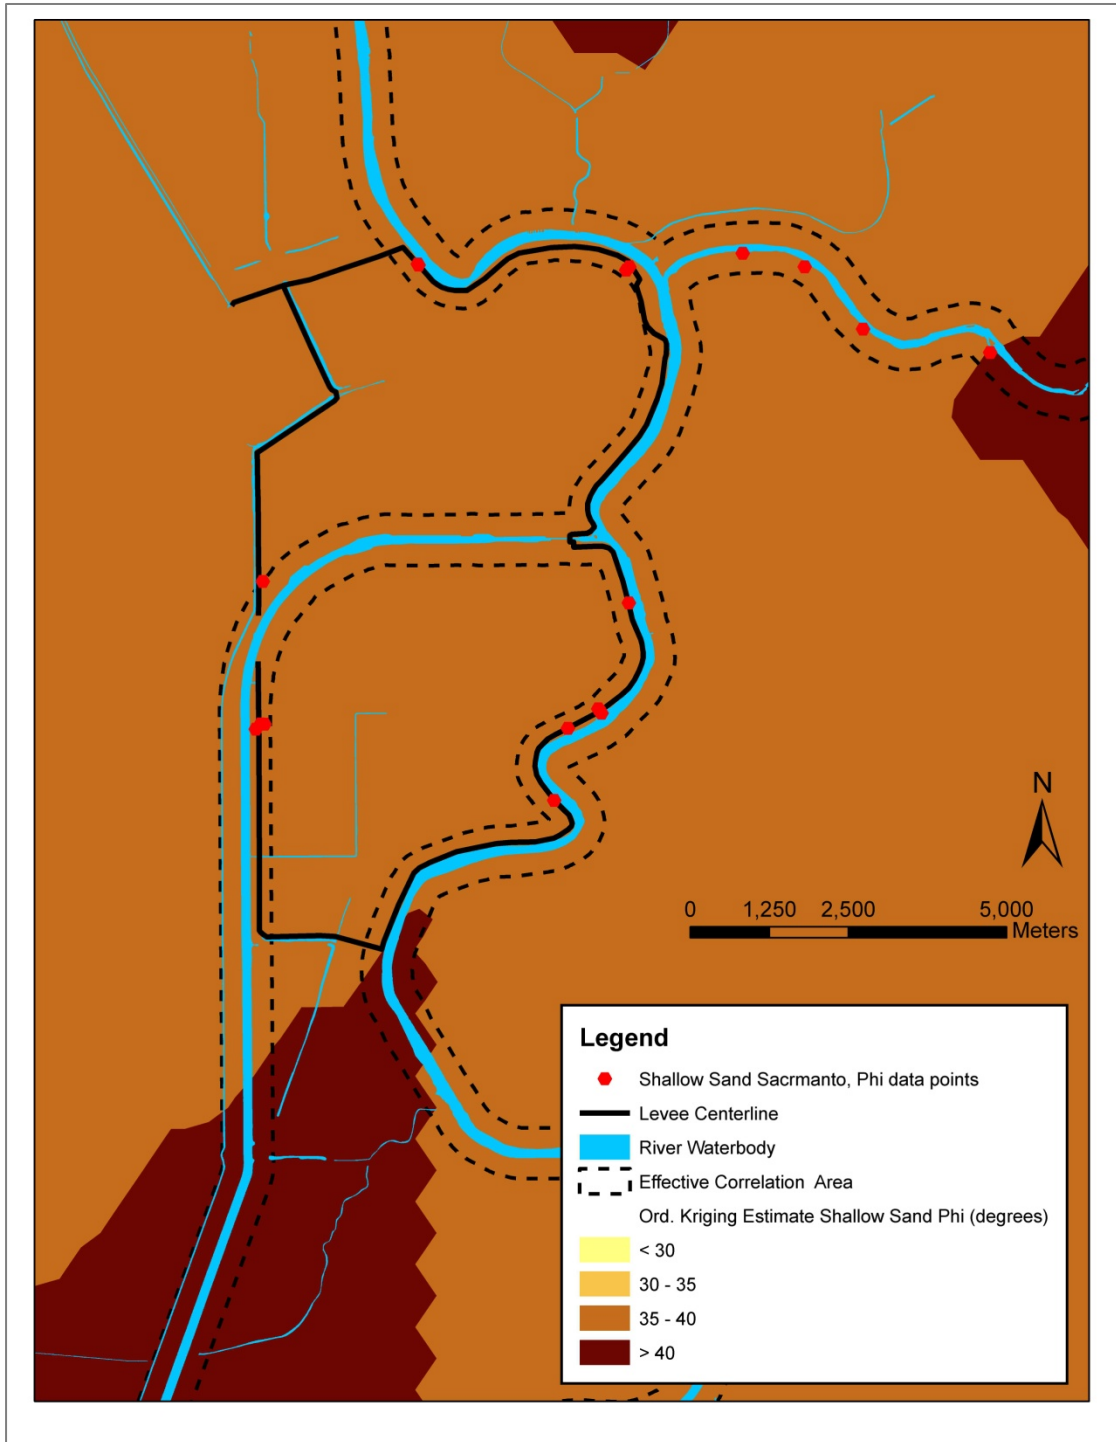 N
0 1,250 2,500 5,000
Meters
Legend
Shallow Sand Sacrmanto, Phi data points
Levee Centerline
River Waterbody
Effective Correlation Area
Ord. Kriging Estimate Shallow Sand Phi (degrees)
< 30
30 - 35
35 - 40
> 40